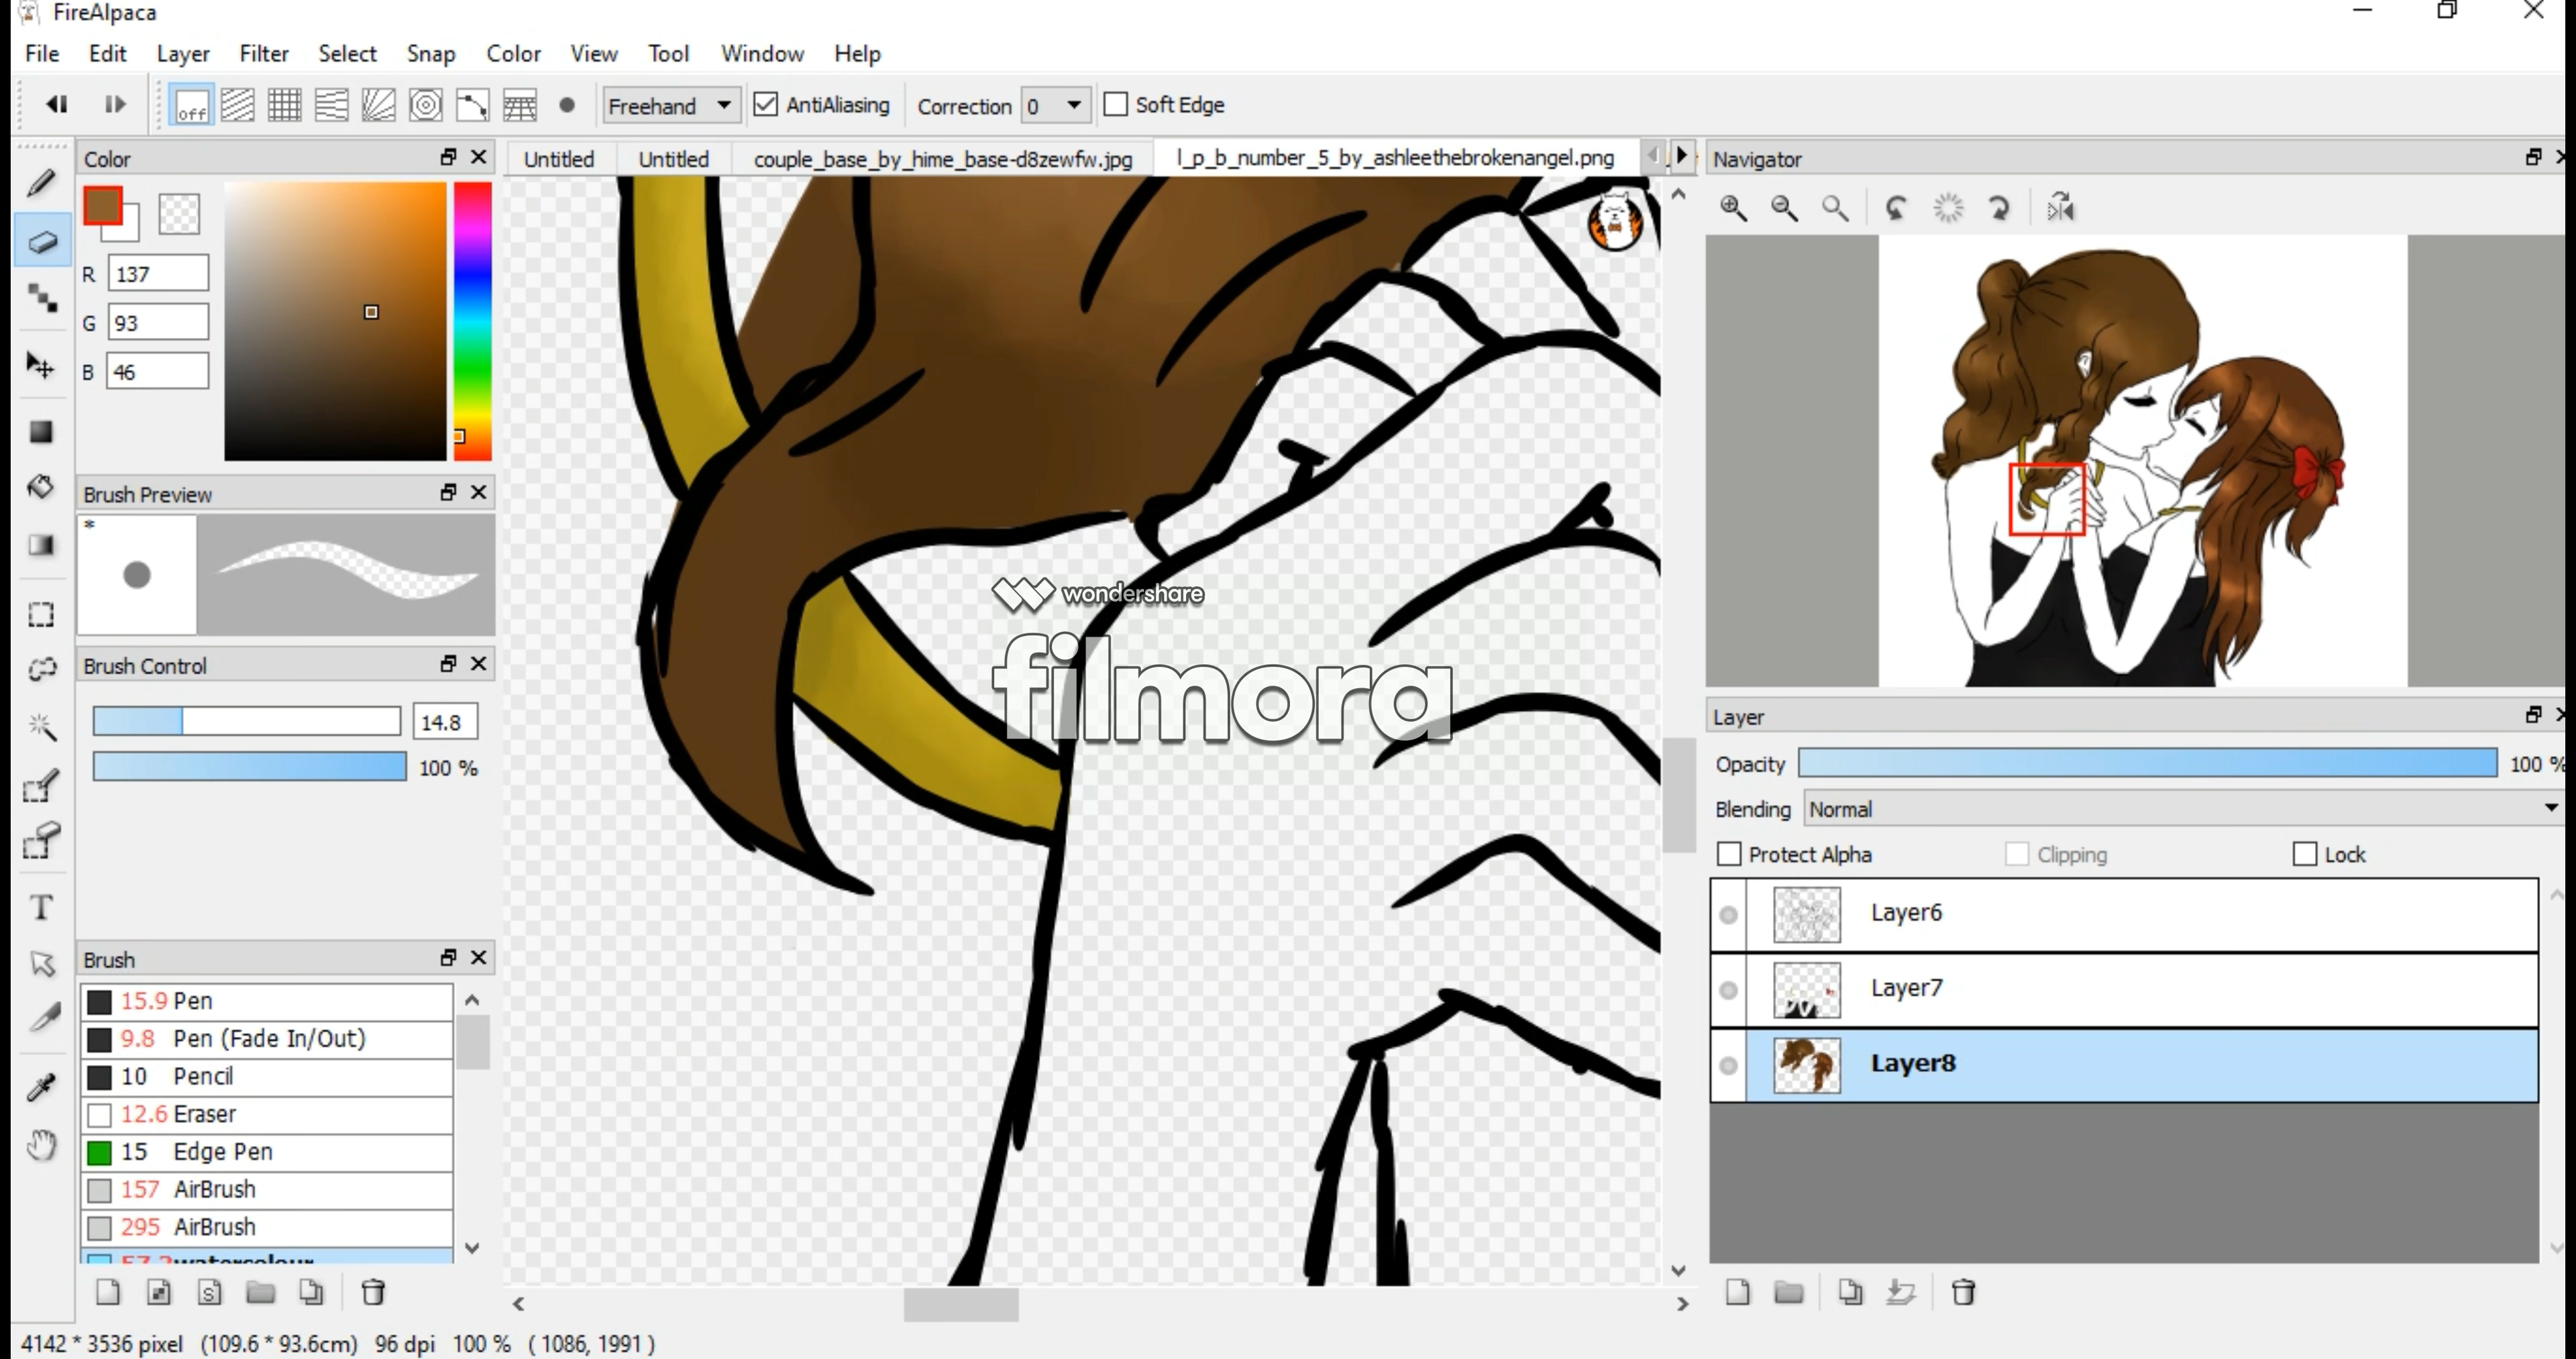 FireAlpaca
File Edit Layer Filter Select Snap Color View Tool Window Help
off Freehand AntiAliasing Correction 0 Soft Edge
Color
R 137
G 93
B 46
Brush Preview
*
Brush Control
14.8
100 %
Brush
15.9 Pen
9.8 Pen (Fade In/Out)
10 Pencil
12.6 Eraser
15 Edge Pen
157 AirBrush
295 AirBrush
watercolour
Untitled Untitled couple_base_by_hime_base-d8zewfw.jpg l_p_b_number_5_by_ashleethebrokenangel.png
wondershare
filmora
Navigator
Layer
Opacity 100 %
Blending Normal
Protect Alpha Clipping Lock
Layer6
Layer7
Layer8
4142 * 3536 pixel (109.6 * 93.6cm) 96 dpi 100 % ( 1086, 1991 )